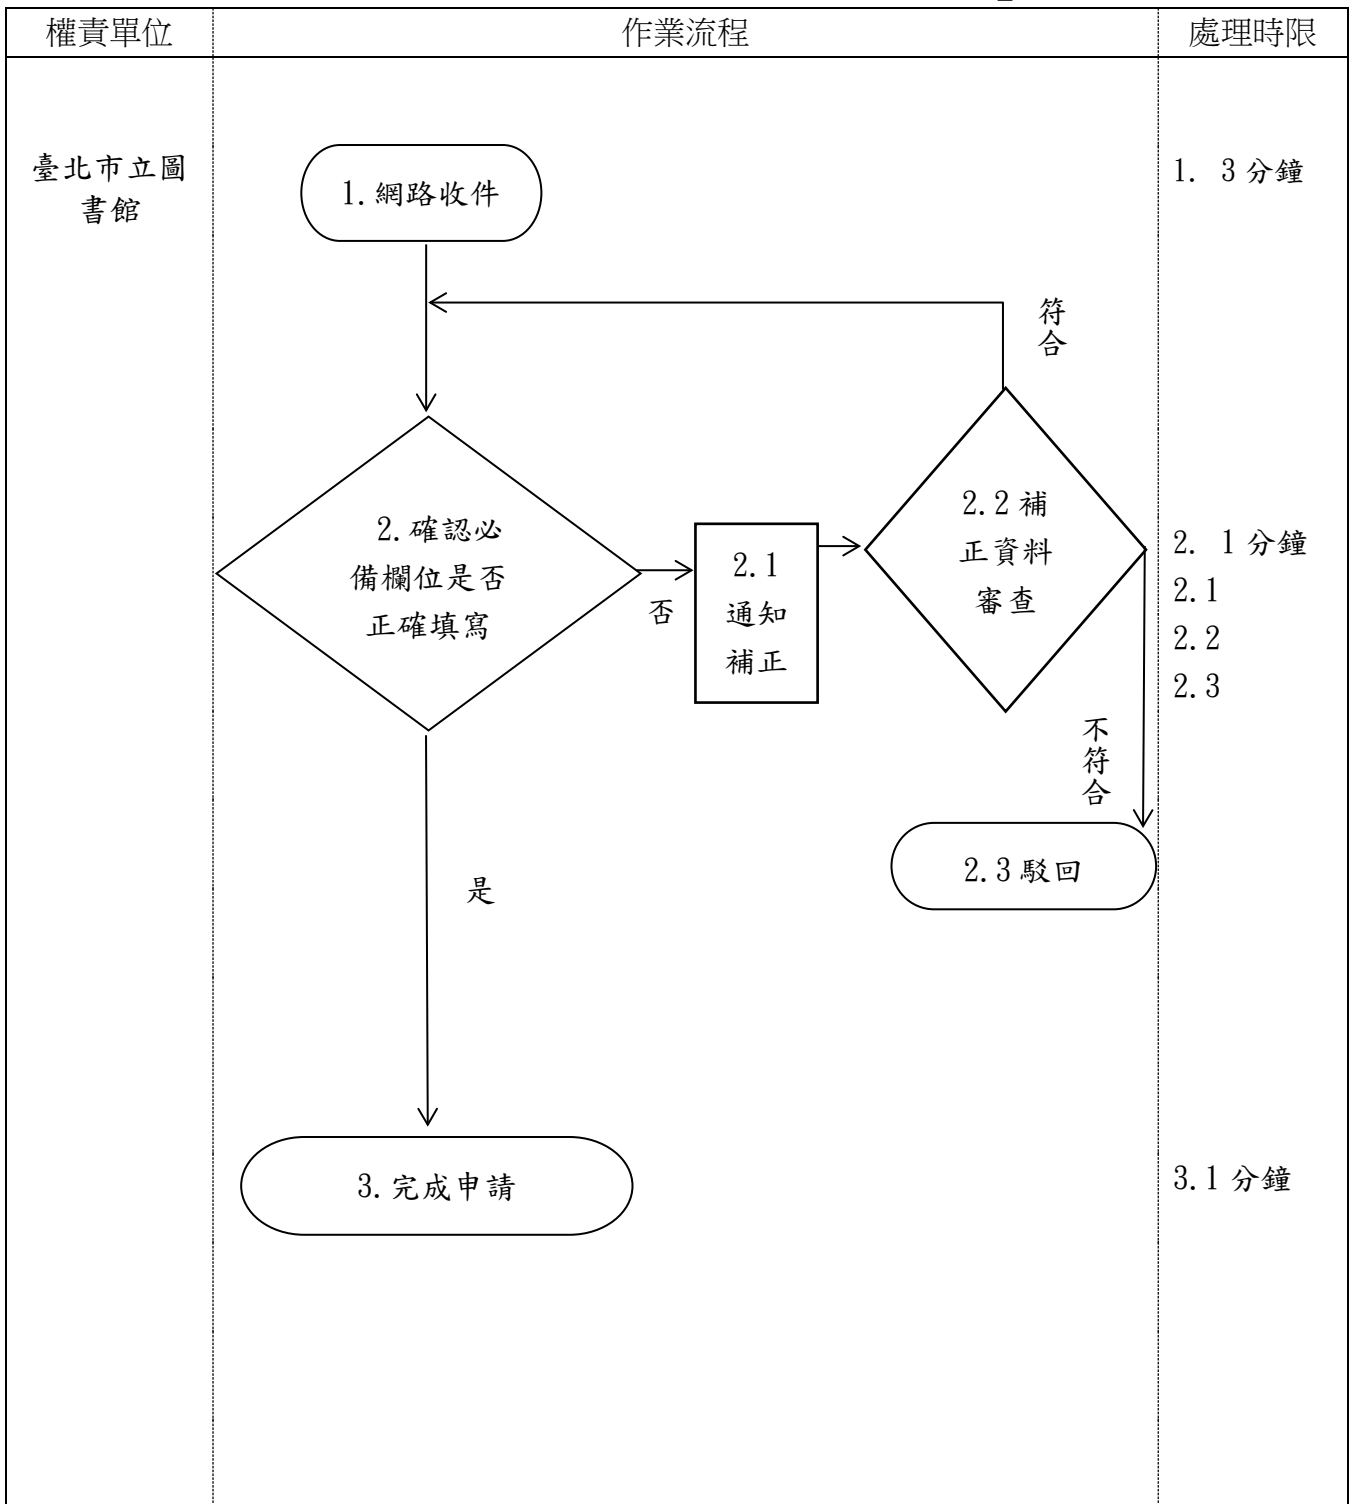 權責單位
作業流程
處理時限
臺北市立圖
書館
1.網路收件
1. 3分鐘
符
合
2.確認必
備欄位是否
正確填寫
否
2.1
通知
補正
2.2補
正資料
審查
2. 1分鐘
2.1
2.2
2.3
不
符
合
2.3駁回
是
3.完成申請
3.1分鐘